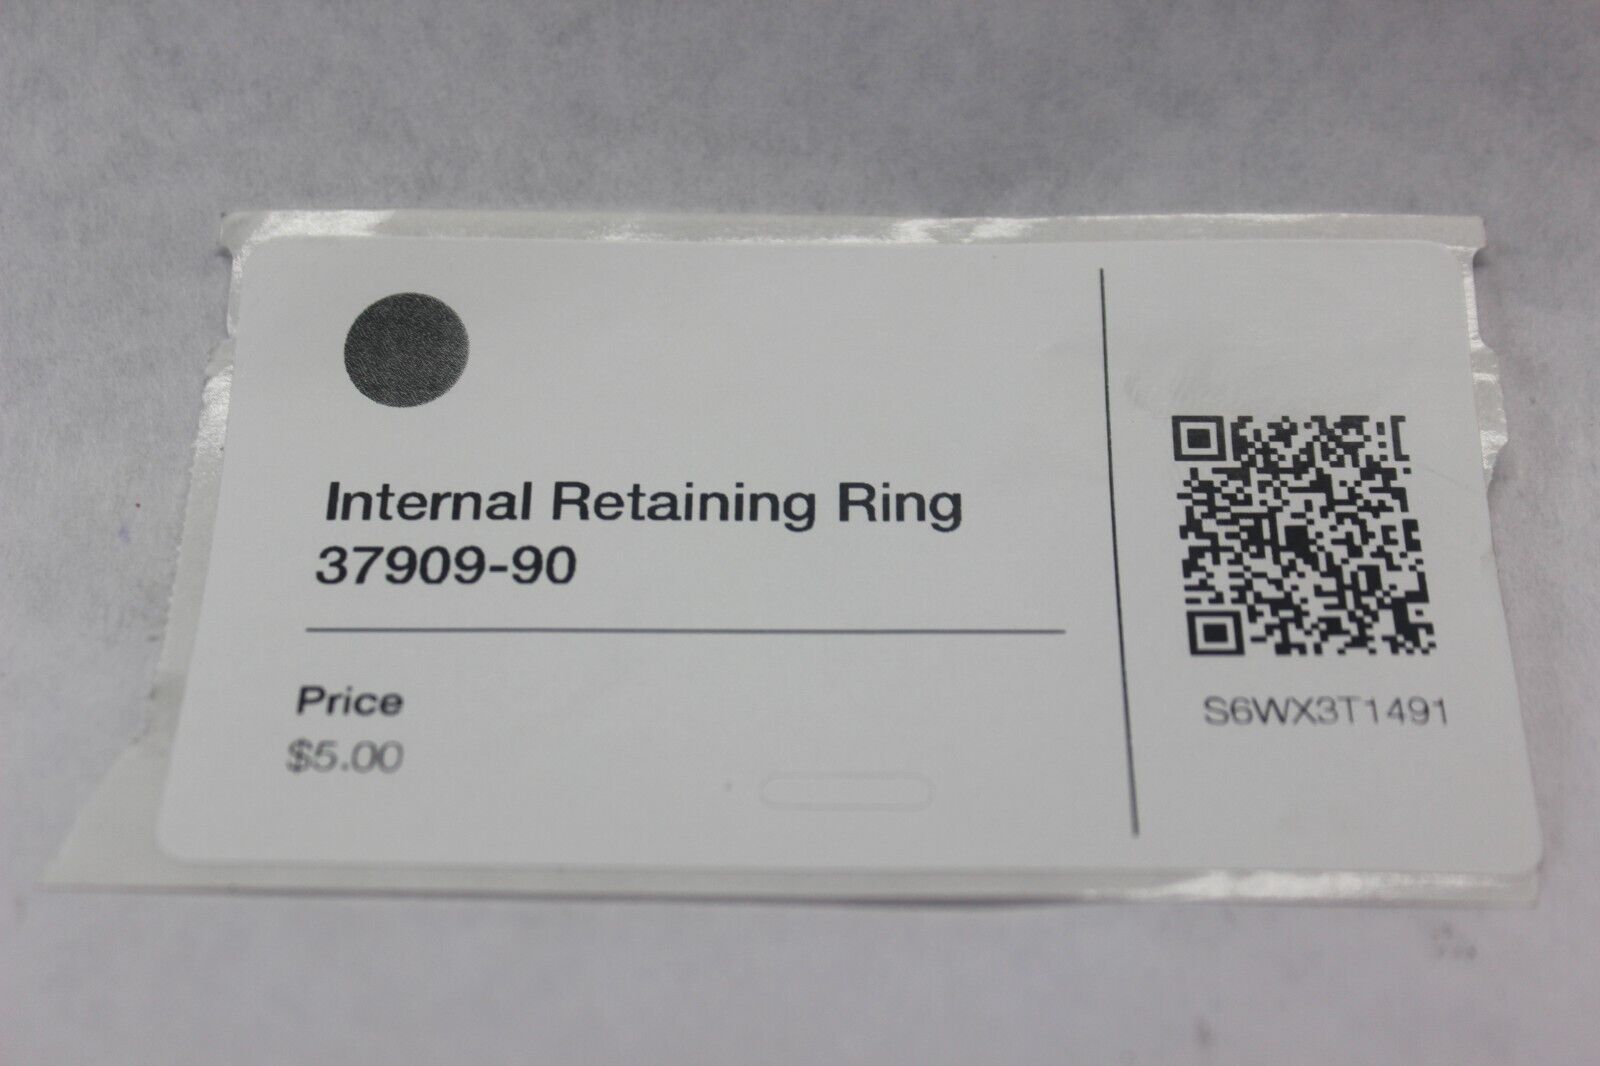 Internal Retaining Ring
37909-90
Price
$5.00
S6WX3T1491